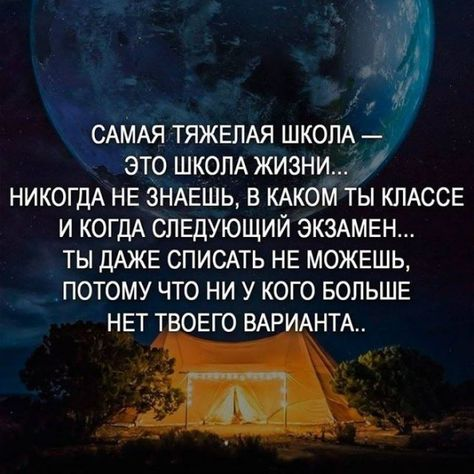 САМАЯ ТЯЖЕЛАЯ ШКОЛА —
ЭТО ШКОЛА ЖИЗНИ...
НИКОГДА НЕ ЗНАЕШЬ, В КАКОМ ТЫ КЛАССЕ
И КОГДА СЛЕДУЮЩИЙ ЭКЗАМЕН...
ТЫ ДАЖЕ СПИСАТЬ НЕ МОЖЕШЬ,
ПОТОМУ ЧТО НИ У КОГО БОЛЬШЕ
НЕТ ТВОЕГО ВАРИАНТА..